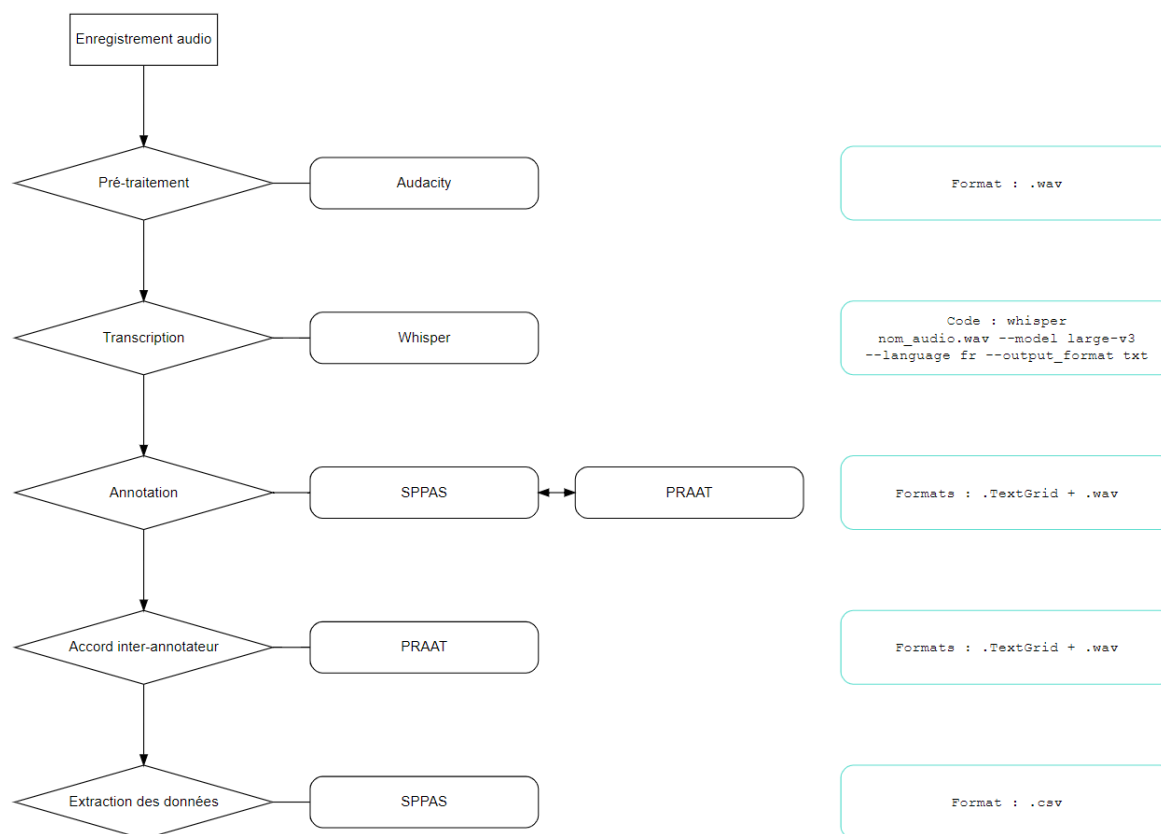 Enregistrement audio
Pré-traitement
Audacity
Format : .wav
Transcription
Whisper
Code : whisper
nom_audio.wav --model large-v3
--language fr --output_format txt
Annotation
SPPAS
PRAAT
Formats : .TextGrid + .wav
Accord inter-annotateur
PRAAT
Formats : .TextGrid + .wav
Extraction des données
SPPAS
Format : .csv